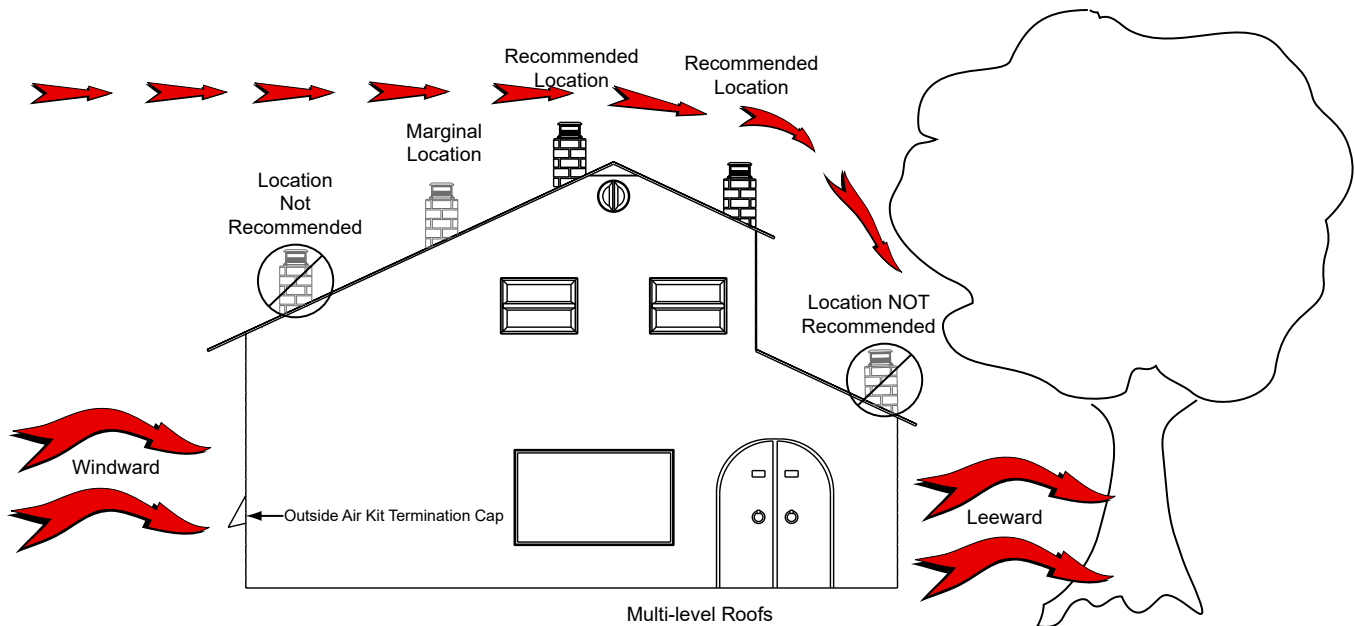 Recommended
Location
Recommended
Location
Marginal
Location
Location
Not
Recommended
Location NOT
Recommended
Windward
Outside Air Kit Termination Cap
Leeward
Multi-level Roofs